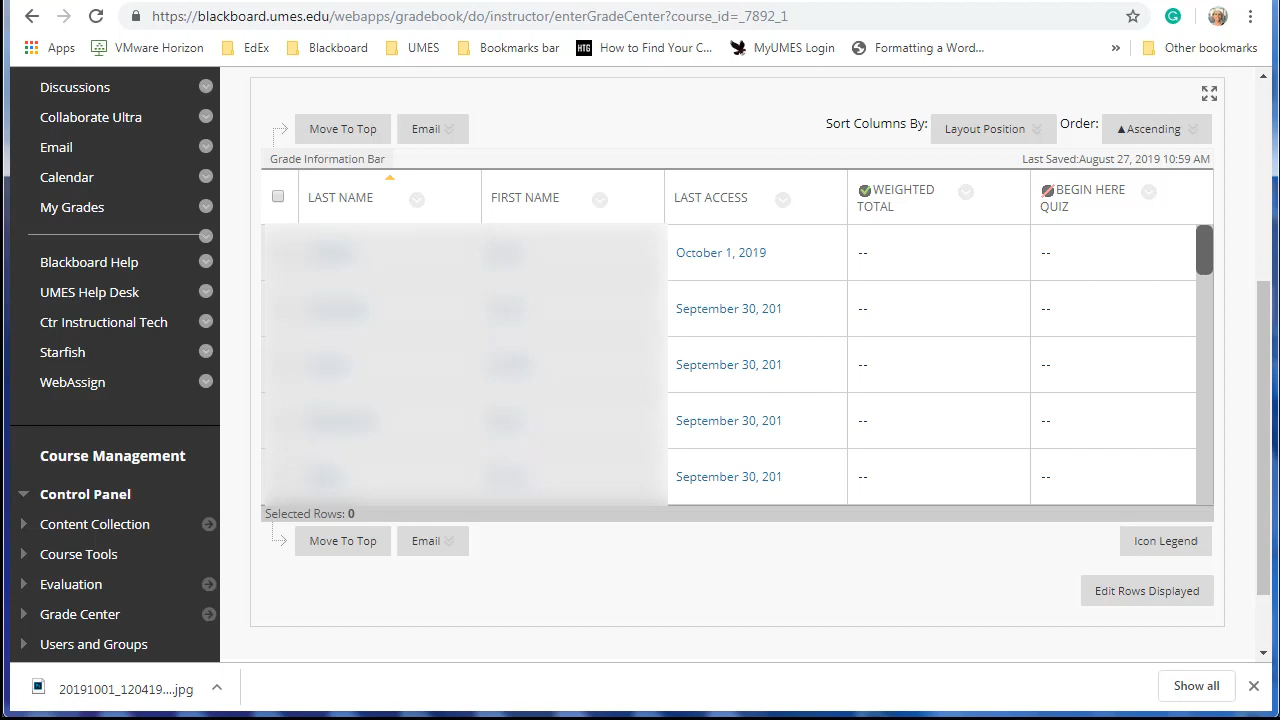 https://blackboard.umes.edu/webapps/gradebook/do/instructor/enterGradeCenter?course_id=_7892_1
Apps VMware Horizon EdEx Blackboard UMES Bookmarks bar HTG How to Find Your C... MyUMES Login Formatting a Word... » Other bookmarks
Discussions
Collaborate Ultra
Email
Calendar
My Grades
Blackboard Help
UMES Help Desk
Ctr Instructional Tech
Starfish
WebAssign
Course Management
Control Panel
Content Collection
Course Tools
Evaluation
Grade Center
Users and Groups
Move To Top Email Sort Columns By: Layout Position Order: ▲Ascending
Grade Information Bar Last Saved:August 27, 2019 10:59 AM
LAST NAME FIRST NAME LAST ACCESS WEIGHTED TOTAL BEGIN HERE QUIZ
October 1, 2019 -- --
September 30, 201 -- --
September 30, 201 -- --
September 30, 201 -- --
September 30, 201 -- --
Selected Rows: 0
Move To Top Email Icon Legend
Edit Rows Displayed
20191001_120419....jpg Show all